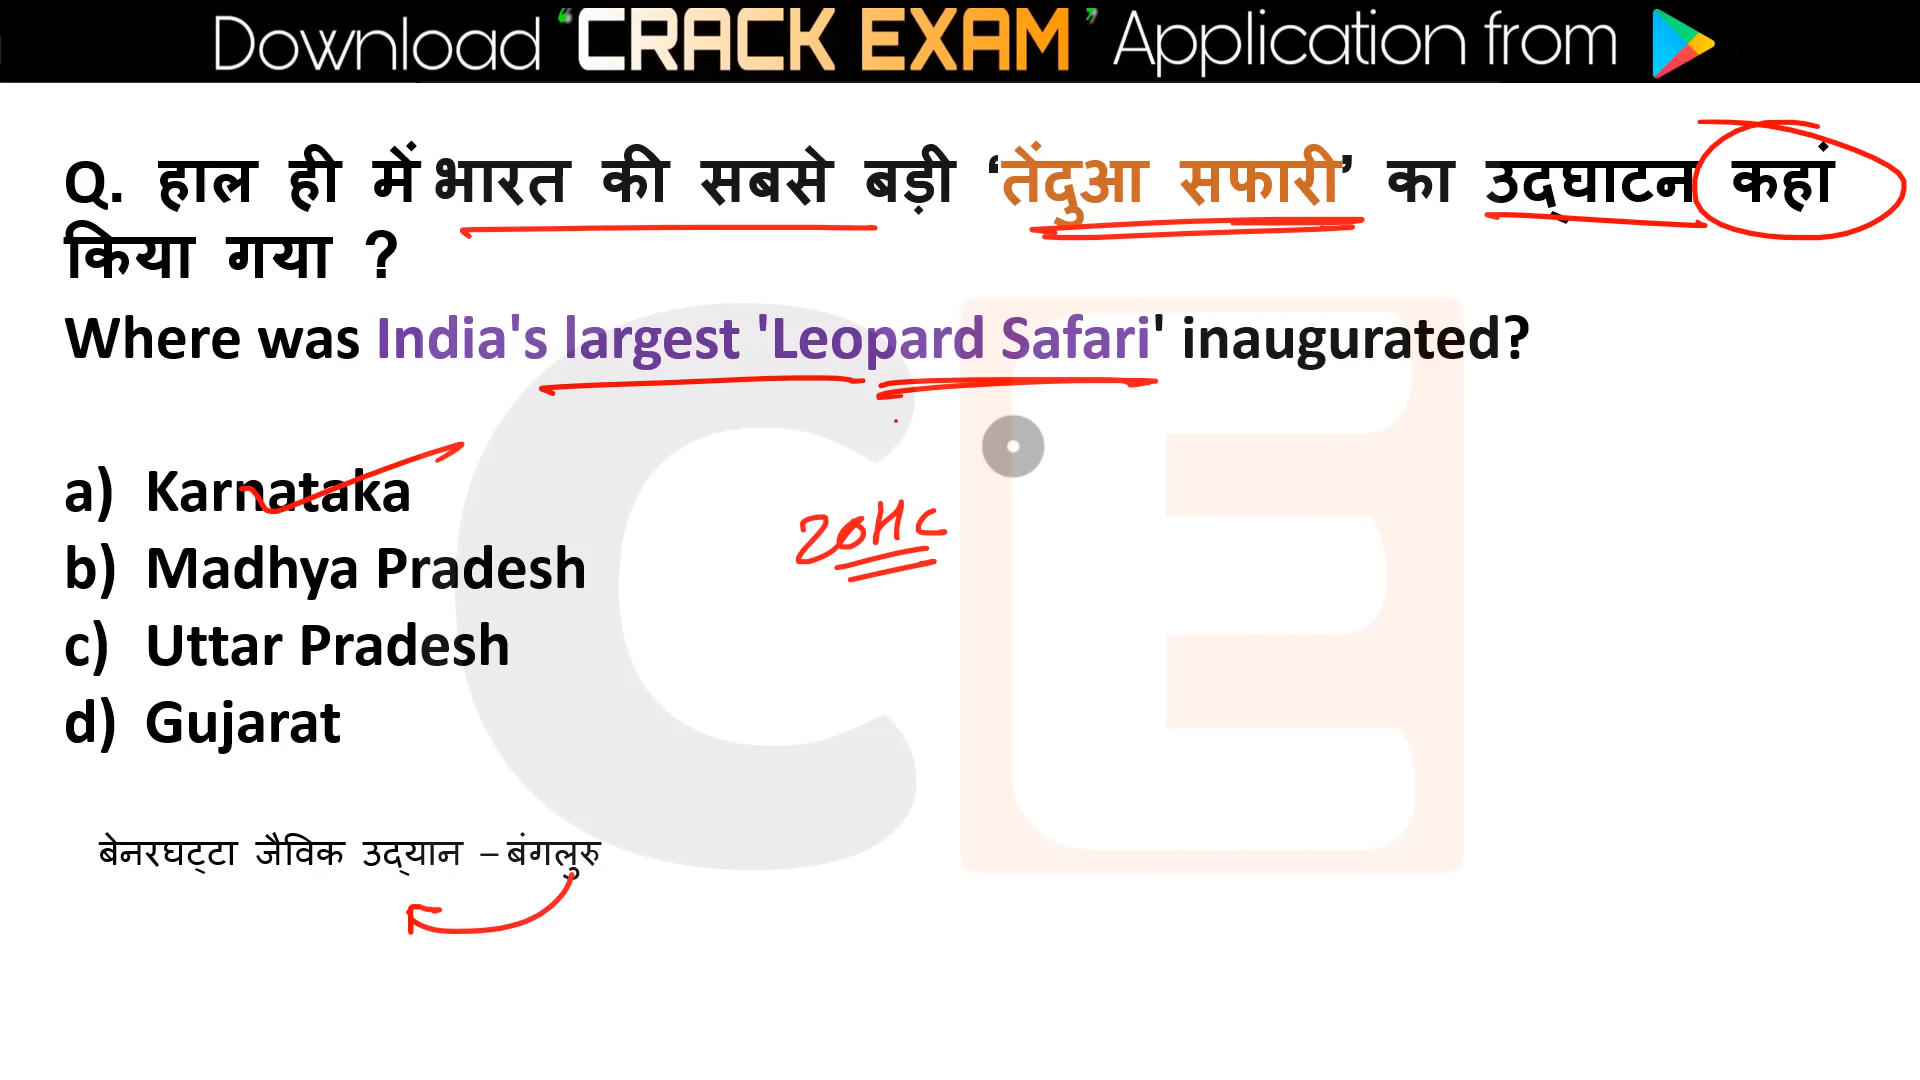 Download ‘CRACK EXAM’ Application from
Q. हाल ही में भारत की सबसे बड़ी ‘तेंदुआ सफारी’ का उद्घाटन कहां
किया गया ?
Where was India's largest 'Leopard Safari' inaugurated?
a) Karnataka
20HC
b) Madhya Pradesh
c) Uttar Pradesh
d) Gujarat
बेनरघट्टा जैविक उद्यान – बंगलुरु
CE